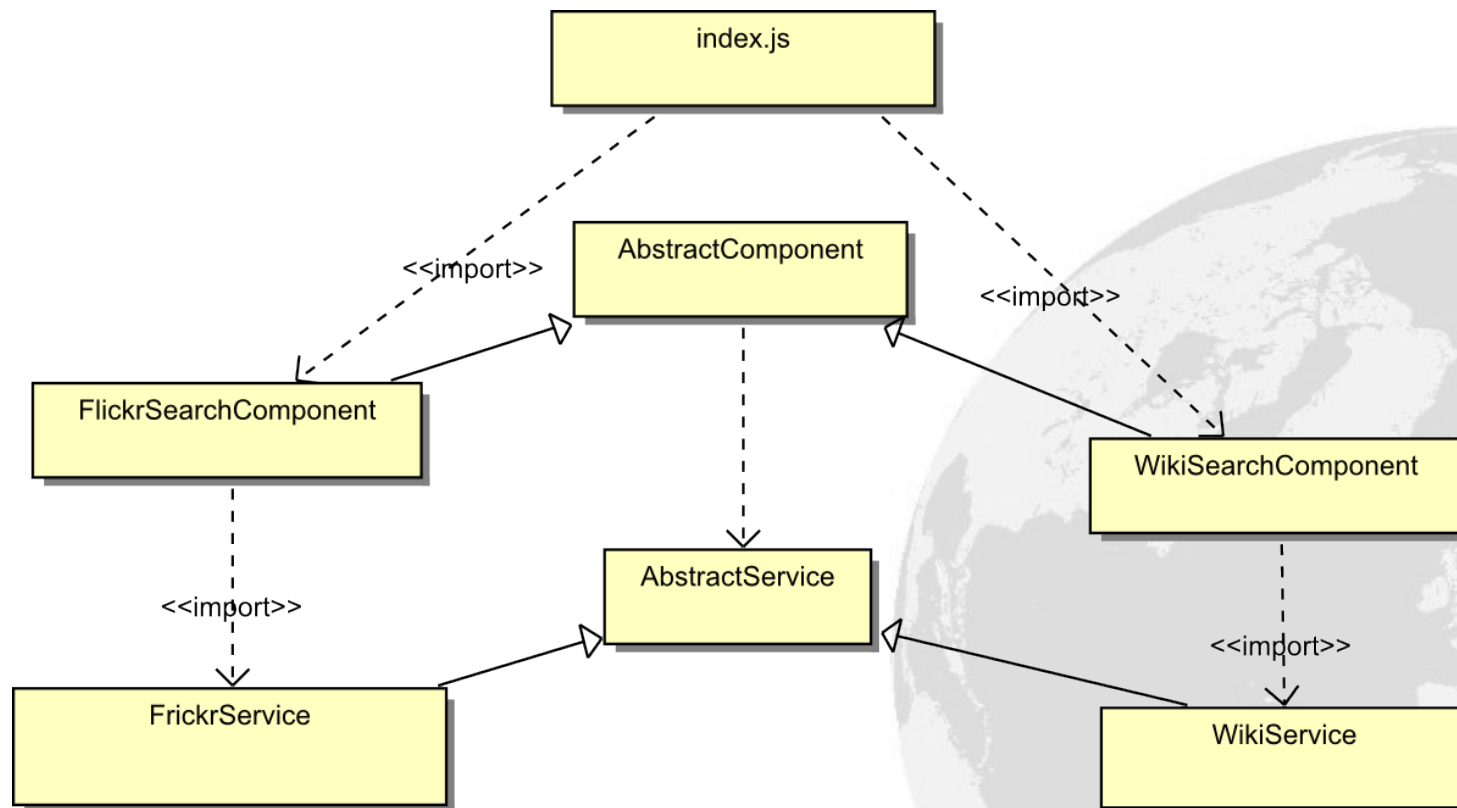 index.js
AbstractComponent
<<import>>
<<import>>
FlickrSearchComponent
WikiSearchComponent
AbstractService
<<import>>
<<import>>
FrickrService
WikiService